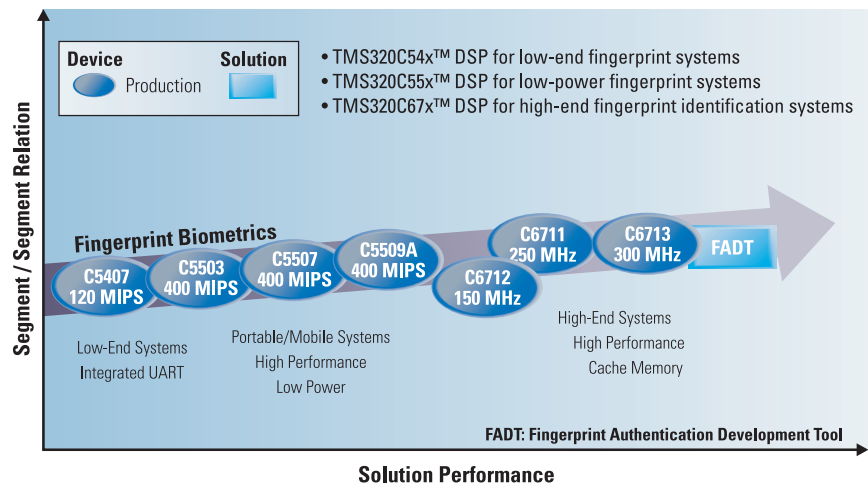 Segment / Segment Relation
Device
Solution
Production
• TMS320C54x™ DSP for low-end fingerprint systems
• TMS320C55x™ DSP for low-power fingerprint systems
• TMS320C67x™ DSP for high-end fingerprint identification systems
Fingerprint Biometrics
C5407
120 MIPS
C5503
400 MIPS
C5507
400 MIPS
C5509A
400 MIPS
C6712
150 MHz
C6711
250 MHz
C6713
300 MHz
FADT
Low-End Systems
Integrated UART
Portable/Mobile Systems
High Performance
Low Power
High-End Systems
High Performance
Cache Memory
FADT: Fingerprint Authentication Development Tool
Solution Performance